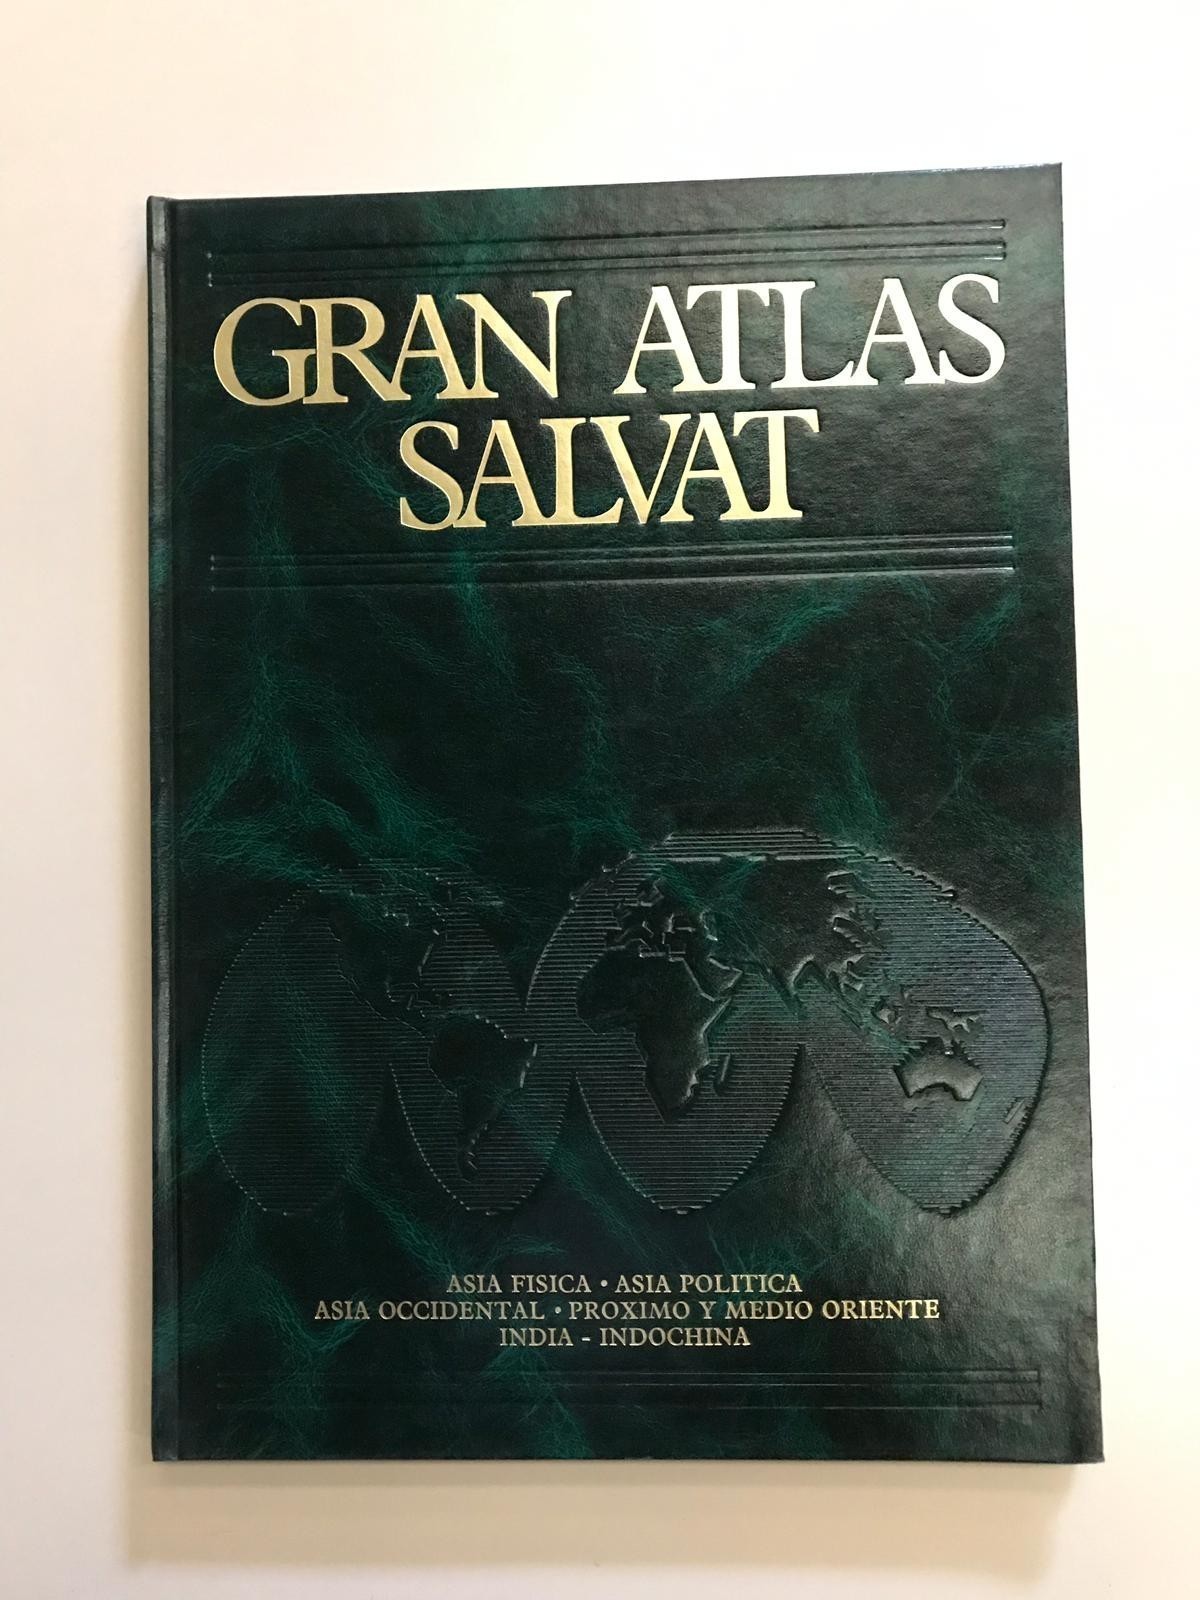 GRAN ATLAS
SALVAT
ASIA FISICA • ASIA POLITICA
ASIA OCCIDENTAL • PROXIMO Y MEDIO ORIENTE
INDIA - INDOCHINA